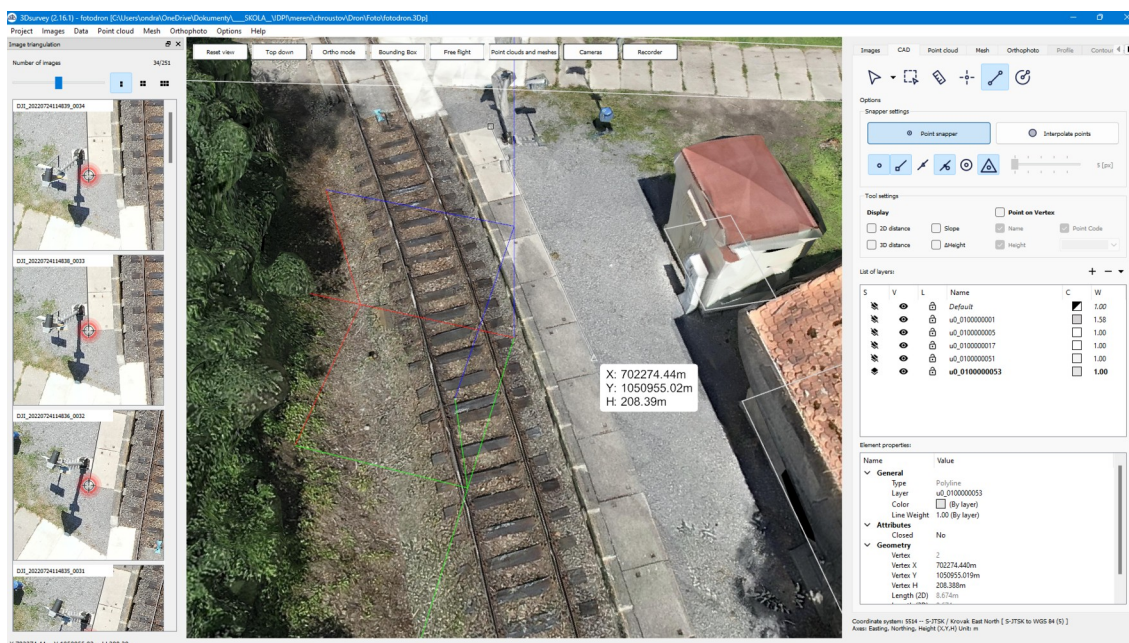 3Dsurvey (2.16.1) - fotodron [C:\Users\ondra\OneDrive\Dokumenty\___SKOLA__\!DP!\mereni\chroustov\Dron\Foto\fotodron.3Dp]
Project Images Data Point cloud Mesh Orthophoto Options Help
Image triangulation
Number of images 34/251
DJI_20220724114839_0034
DJI_20220724114838_0033
DJI_20220724114836_0032
DJI_20220724114835_0031
Reset view Top down Ortho mode Bounding Box Free flight Point clouds and meshes Cameras Recorder
X: 702274.44m
Y: 1050955.02m
H: 208.39m
Images CAD Point cloud Mesh Orthophoto Profile Contour
Options
Snapper settings
Point snapper Interpolate points
5 [px]
Tool settings
Display Point on Vertex
2D distance Slope Name Point Code
3D distance ΔHeight Height
List of layers:
S V L Name C W
Default 1.00
u0_0100000001 1.58
u0_0100000005 1.00
u0_0100000017 1.00
u0_0100000051 1.00
u0_0100000053 1.00
Element properties:
Name Value
General
Type Polyline
Layer u0_0100000053
Color (By layer)
Line Weight 1.00 (By layer)
Attributes
Closed No
Geometry
Vertex 2
Vertex X 702274.440m
Vertex Y 1050955.019m
Vertex H 208.388m
Length (2D) 8.674m
Coordinate system: 5514 -- S-JTSK / Krovak East North [ S-JTSK to WGS 84 (5) ]
Axes: Easting, Northing, Height (X,Y,H) Unit: m